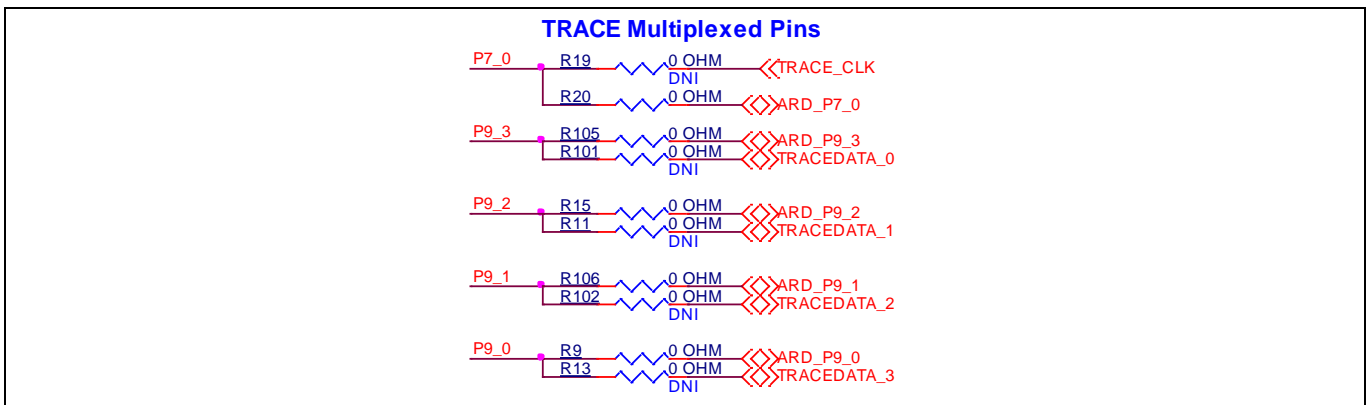 TRACE Multiplexed Pins
P7_0 R19 0 OHM TRACE_CLK
DNI
R20 0 OHM ARD_P7_0
P9_3 R105 0 OHM ARD_P9_3
R101 0 OHM TRACEDATA_0
DNI
P9_2 R15 0 OHM ARD_P9_2
R11 0 OHM TRACEDATA_1
DNI
P9_1 R106 0 OHM ARD_P9_1
R102 0 OHM TRACEDATA_2
DNI
P9_0 R9 0 OHM ARD_P9_0
R13 0 OHM TRACEDATA_3
DNI